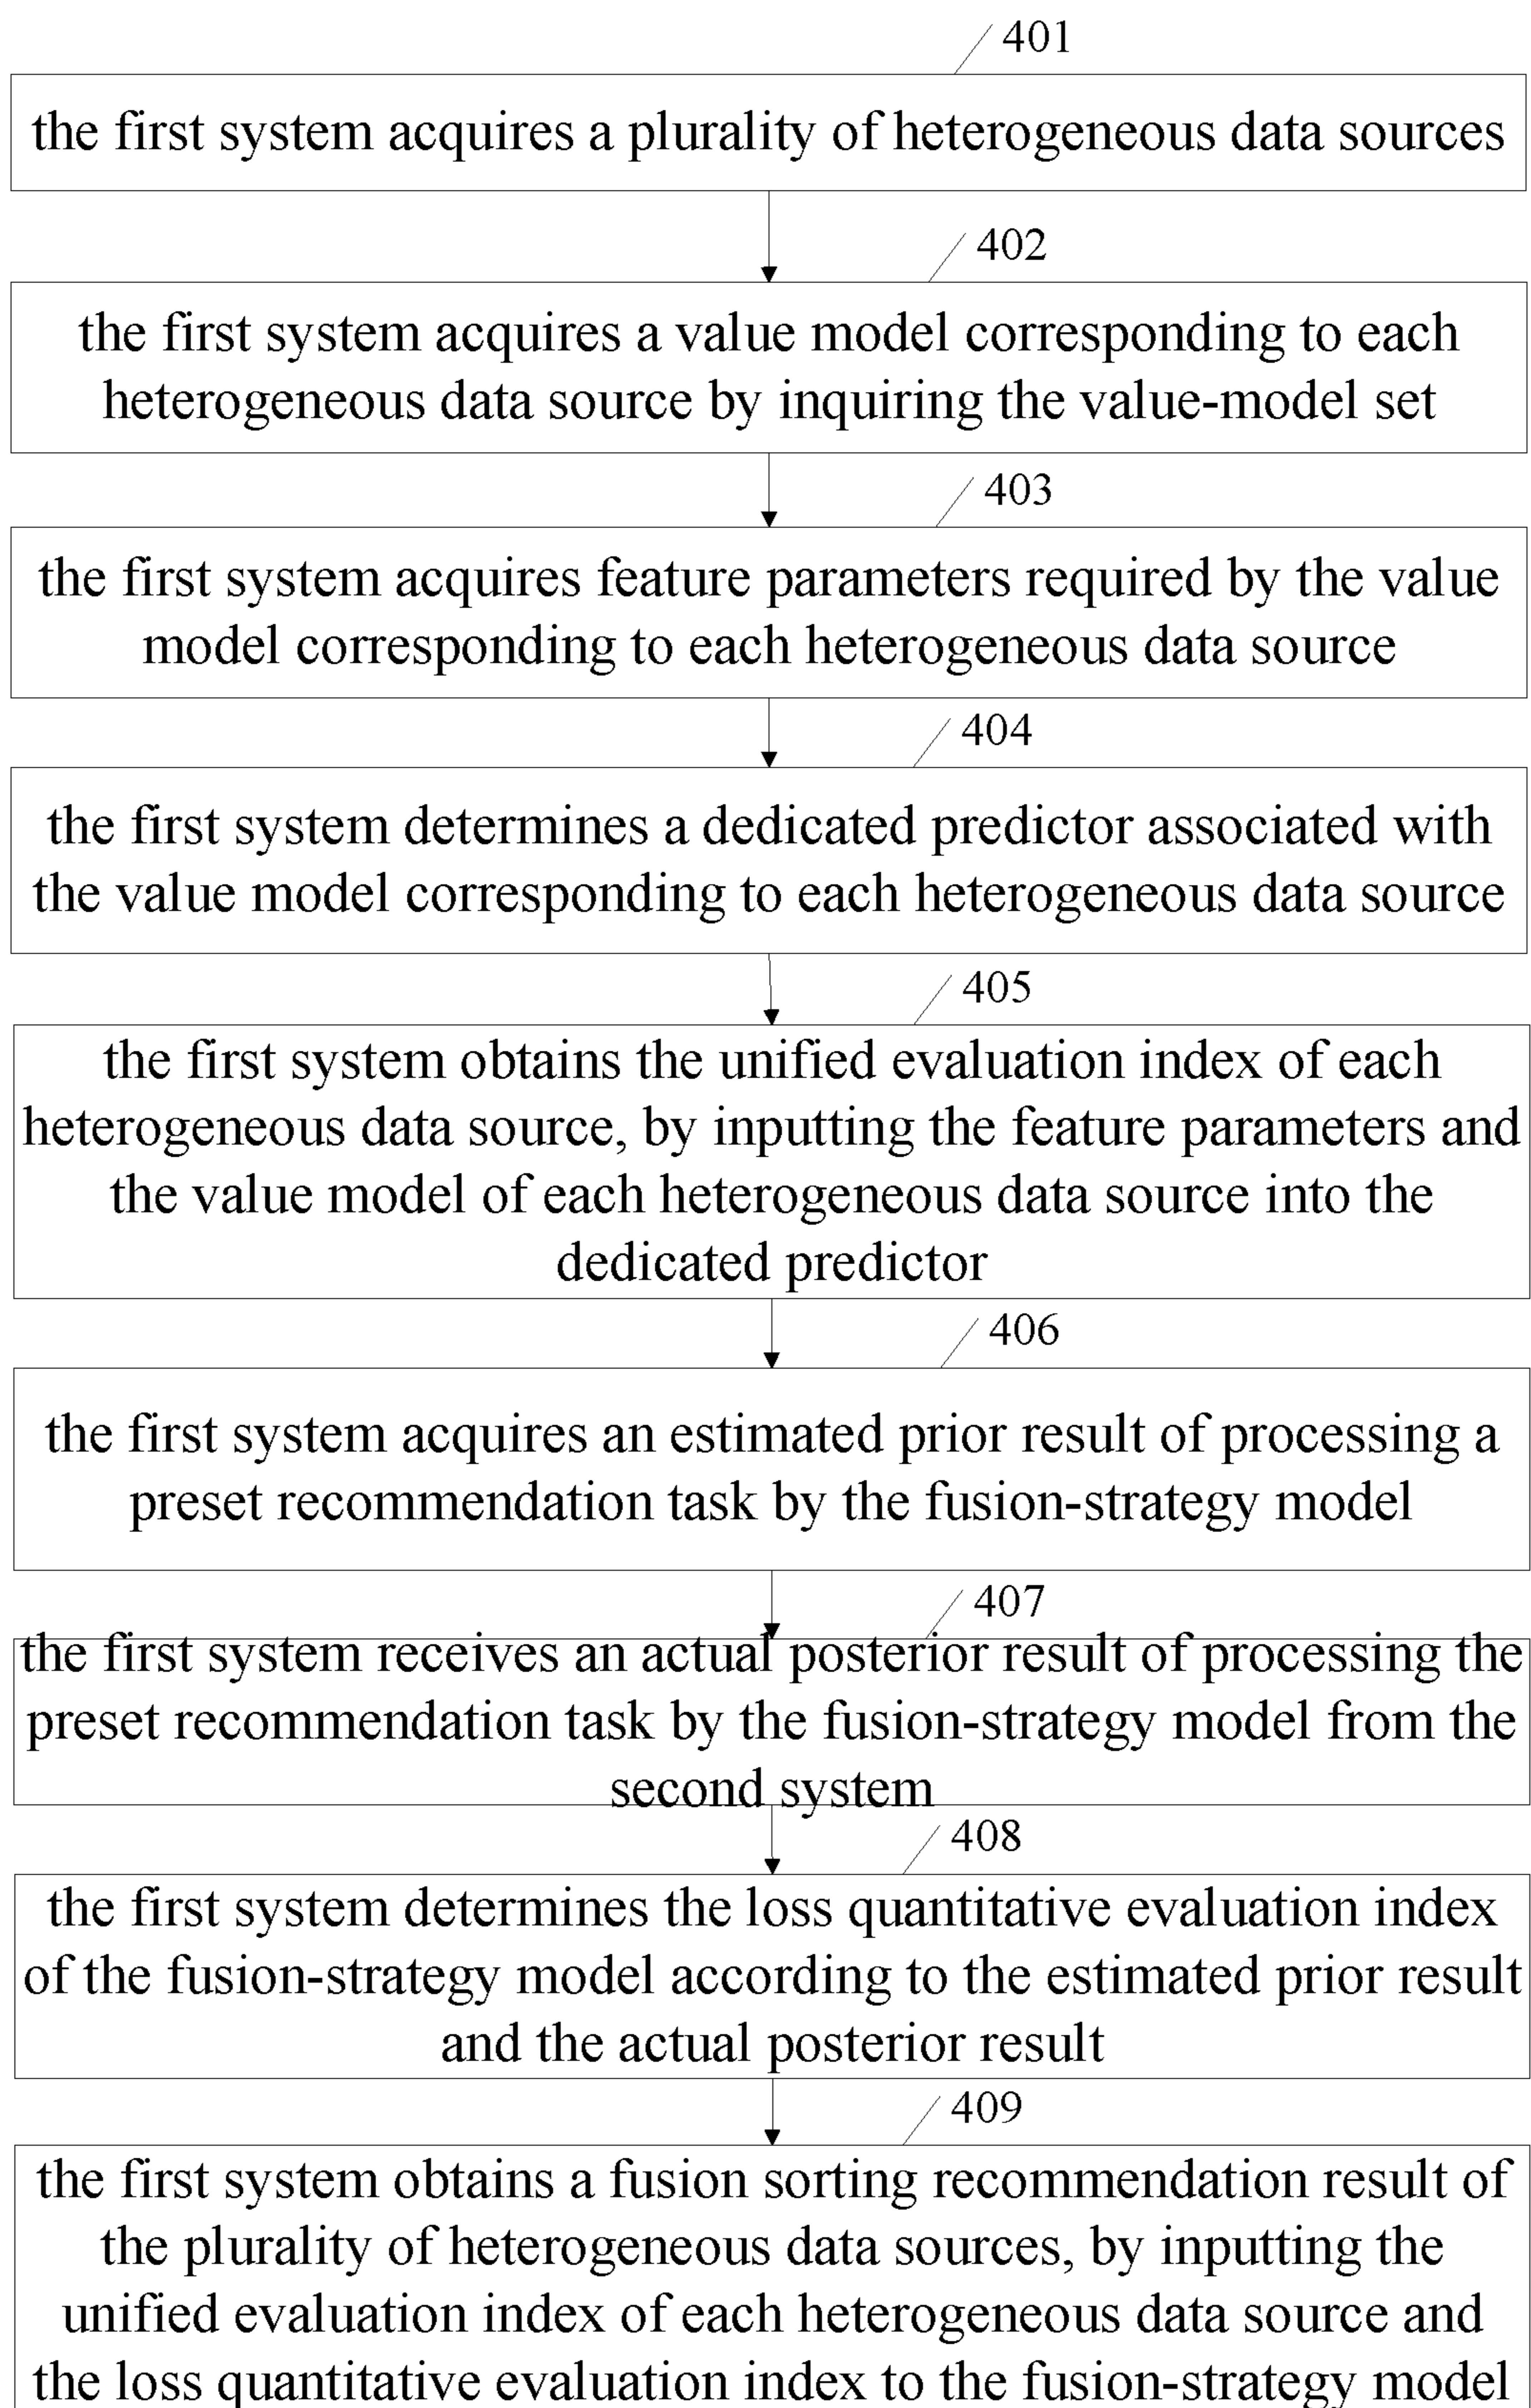 401
the first system acquires a plurality of heterogeneous data sources
402
the first system acquires a value model corresponding to each
heterogeneous data source by inquiring the value-model set
403
the first system acquires feature parameters required by the value
model corresponding to each heterogeneous data source
404
the first system determines a dedicated predictor associated with
the value model corresponding to each heterogeneous data source
405
the first system obtains the unified evaluation index of each
heterogeneous data source, by inputting the feature parameters and
the value model of each heterogeneous data source into the
dedicated predictor
406
the first system acquires an estimated prior result of processing a
preset recommendation task by the fusion-strategy model
407
the first system receives an actual posterior result of processing the
preset recommendation task by the fusion-strategy model from the
second system
408
the first system determines the loss quantitative evaluation index
of the fusion-strategy model according to the estimated prior result
and the actual posterior result
409
the first system obtains a fusion sorting recommendation result of
the plurality of heterogeneous data sources, by inputting the
unified evaluation index of each heterogeneous data source and
the loss quantitative evaluation index to the fusion-strategy model